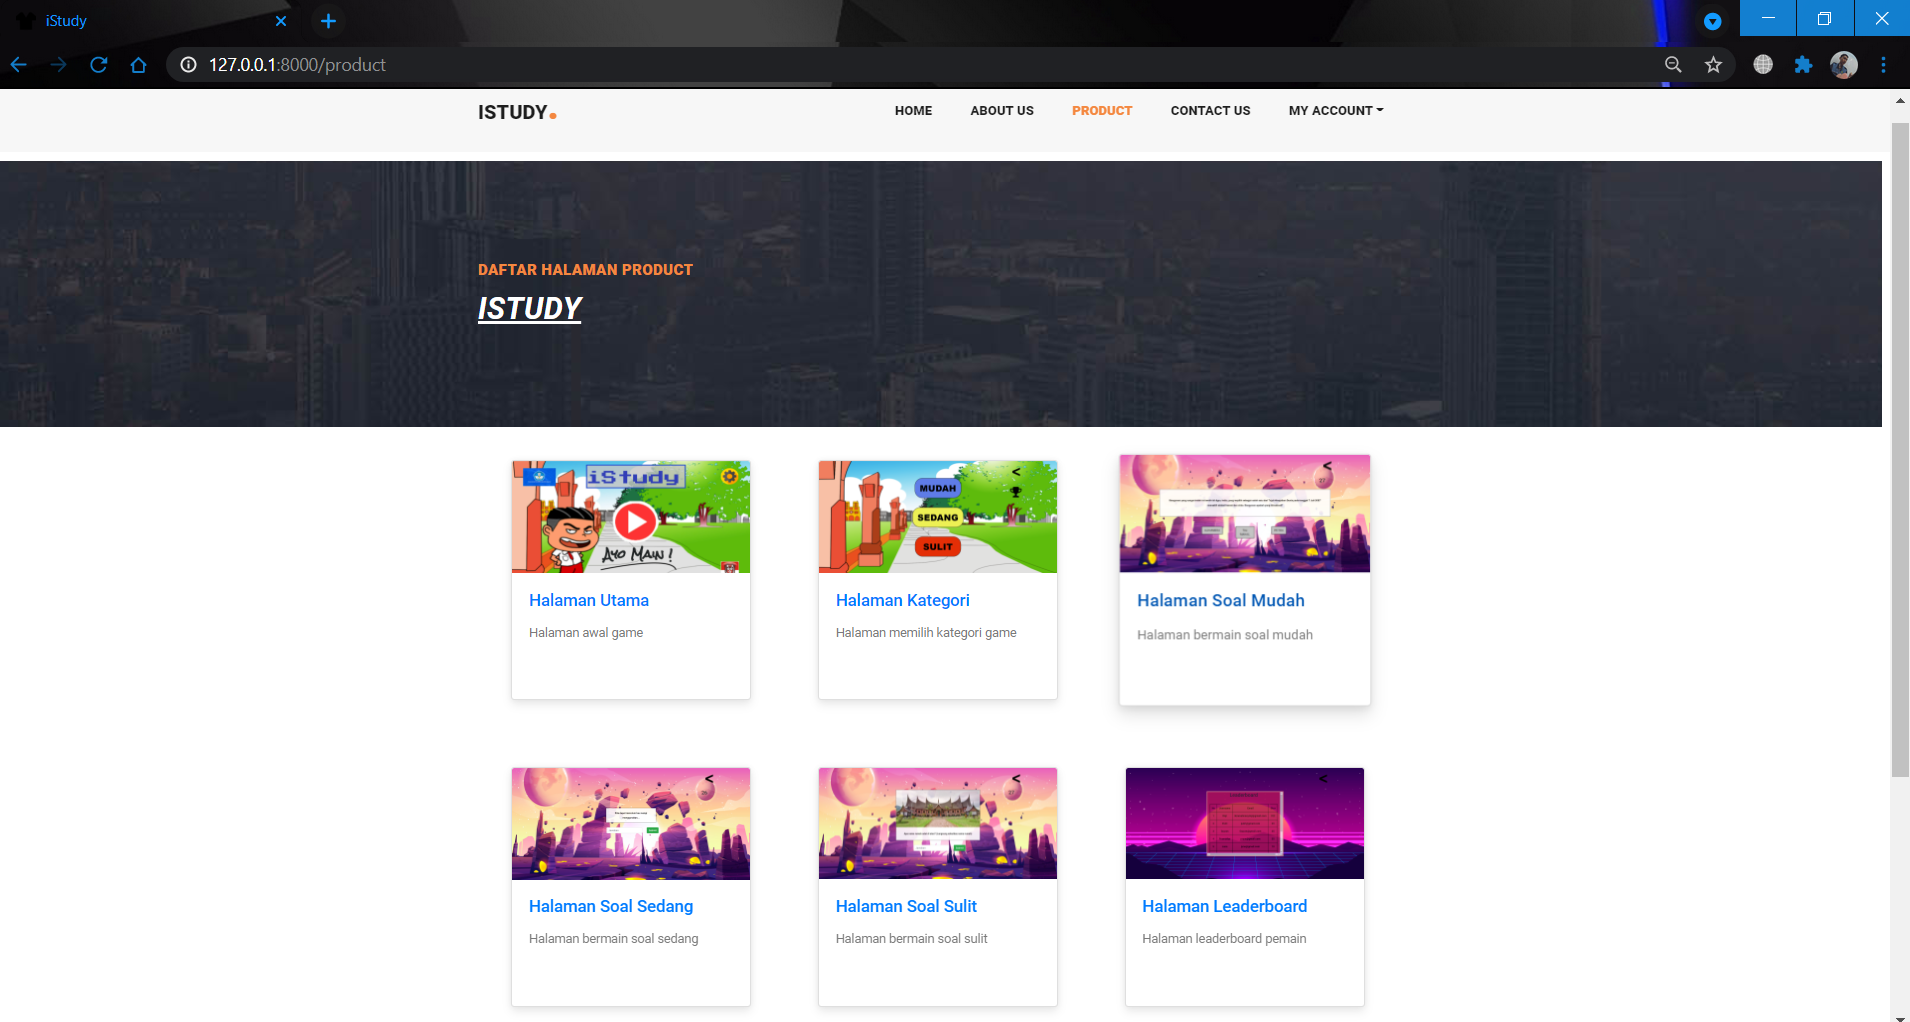 iStudy
127.0.0.1:8000/product
ISTUDY.
HOME
ABOUT US
PRODUCT
CONTACT US
MY ACCOUNT
DAFTAR HALAMAN PRODUCT
ISTUDY
iStudy
AYO MAIN!
Halaman Utama
Halaman awal game
MUDAH
SEDANG
SULIT
Halaman Kategori
Halaman memilih kategori game
Halaman Soal Mudah
Halaman bermain soal mudah
Halaman Soal Sedang
Halaman bermain soal sedang
Halaman Soal Sulit
Halaman bermain soal sulit
Halaman Leaderboard
Halaman leaderboard pemain